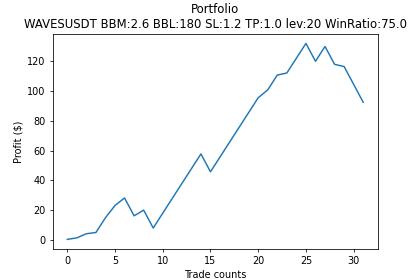 Portfolio
WAVESUSDT BBM:2.6 BBL:180 SL:1.2 TP:1.0 lev:20 WinRatio:75.0
Profit ($)
120
100
80
60
40
20
0
0 5 10 15 20 25 30
Trade counts